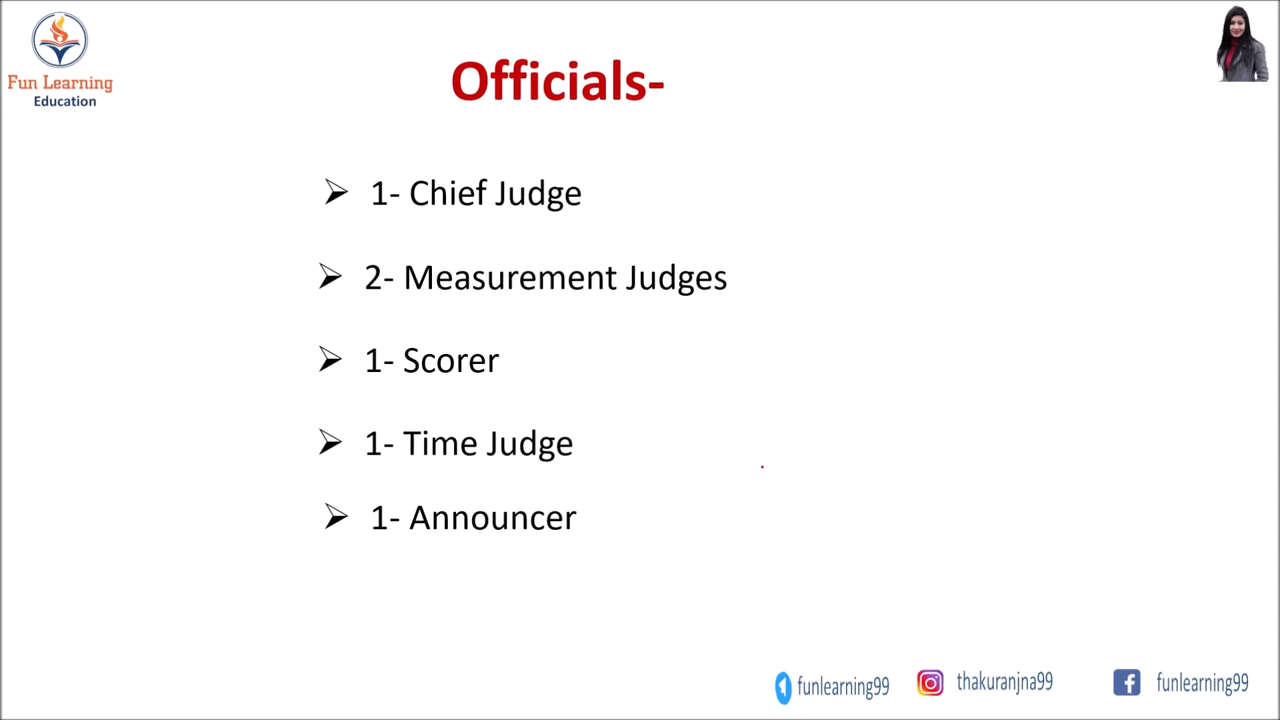 Fun Learning
Education
Officials-
➢ 1- Chief Judge
➢ 2- Measurement Judges
➢ 1- Scorer
➢ 1- Time Judge
➢ 1- Announcer
funlearning99
thakuranjna99
funlearning99